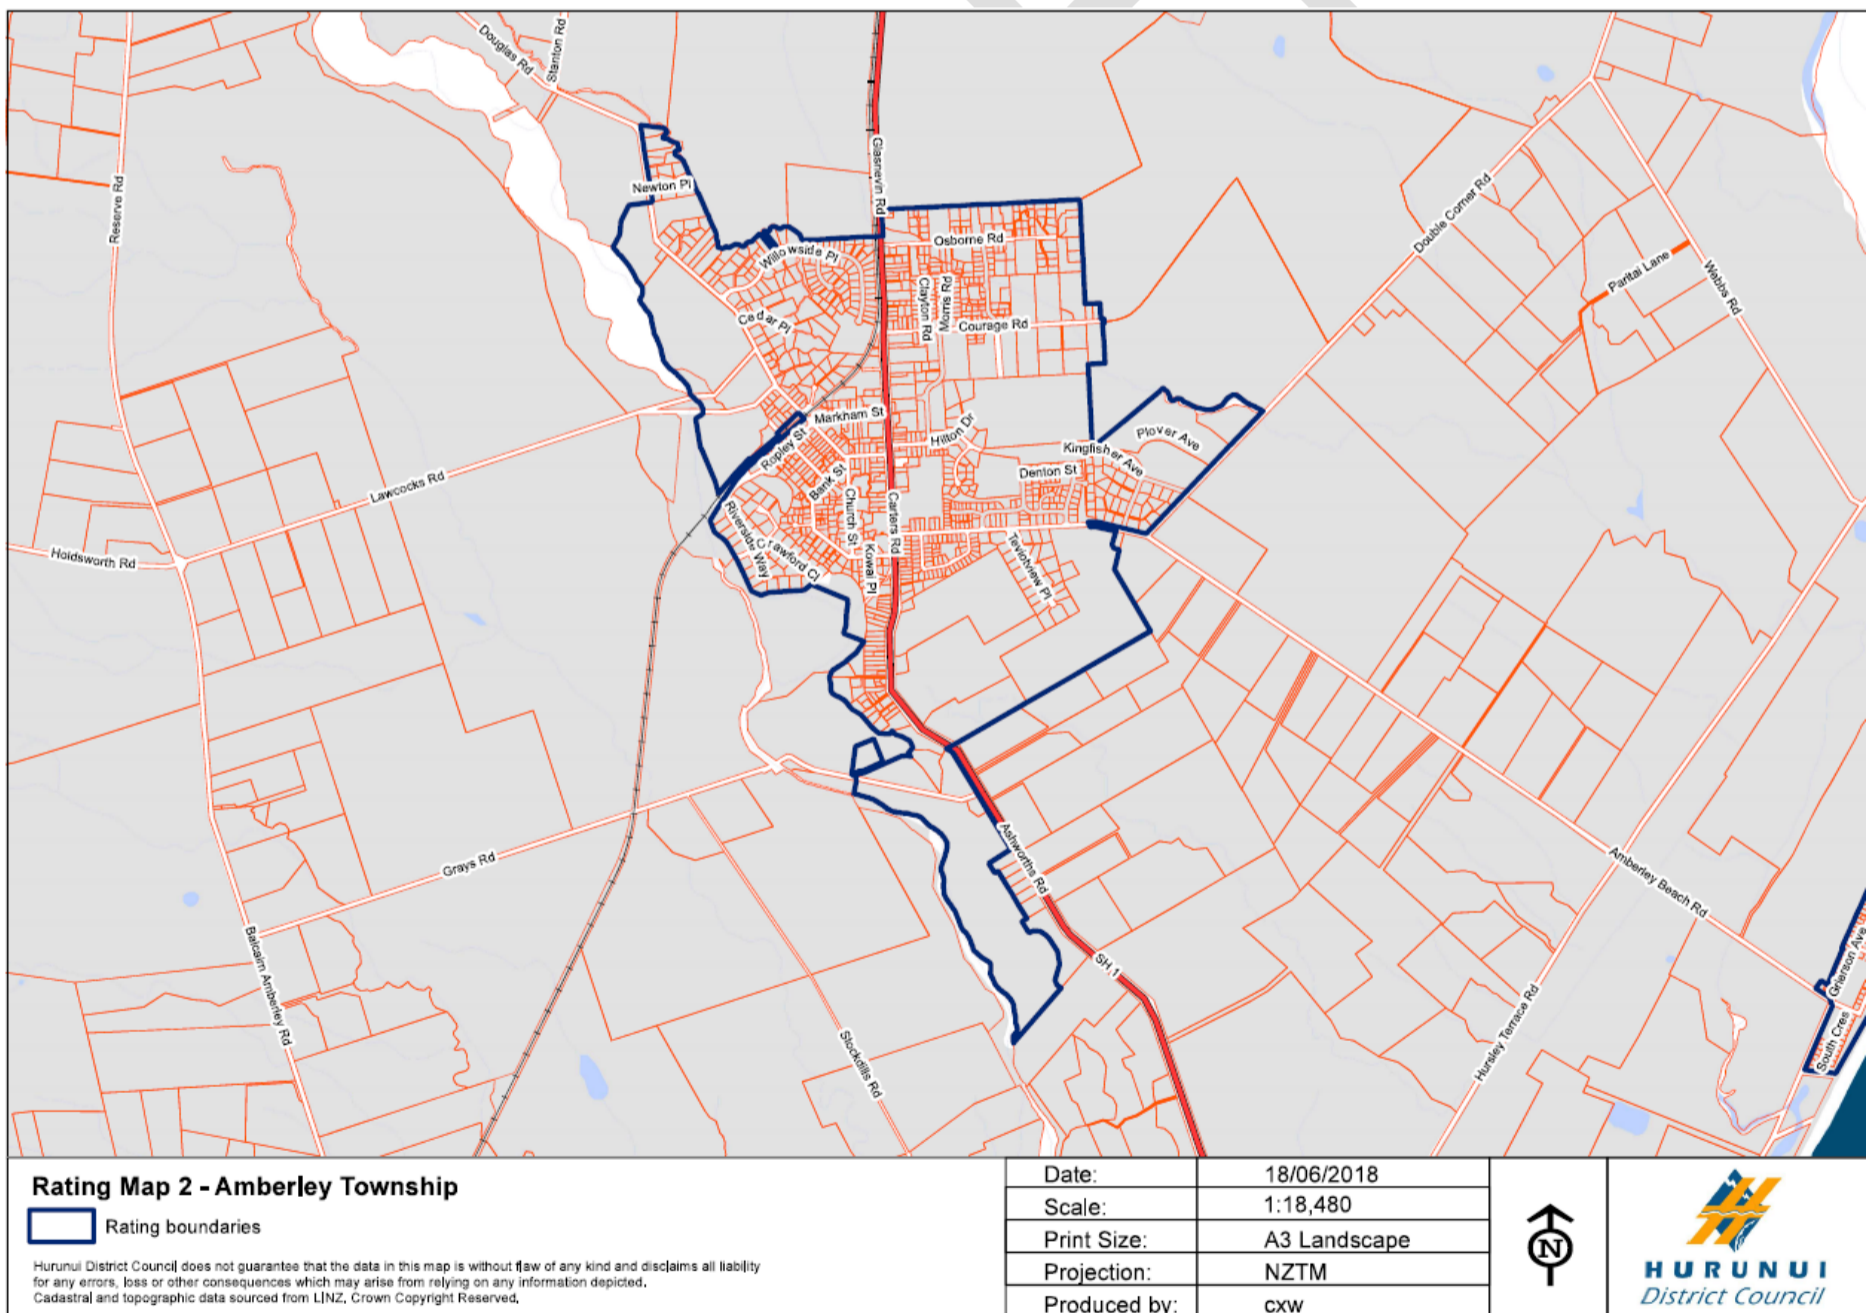 Douglas Rd
Stanton Rd
Glasnevin Rd
Reserve Rd
Newton Pl
Osborne Rd
Willowside Pl
Double Corner Rd
Paritai Lane
Webbs Rd
Clayton Rd
Morris Rd
Cedar Pl
Courage Rd
Markham St
Hilton Dr
Plover Ave
Kingfisher Ave
Ropley St
Denton St
Bank St
Lawcocks Rd
Church St
Carters Rd
Riverside Way
Crawford Cl
Kowai Pl
Teviotview Pl
Holdsworth Rd
Ashworths Rd
Grays Rd
Amberley Beach Rd
Balcairn Amberley Rd
SH 1
Grierson Ave
Hursley Terrace Rd
South Cres
Stockdills Rd
Rating Map 2 - Amberley Township
Rating boundaries
Hurunui District Council does not guarantee that the data in this map is without flaw of any kind and disclaims all liability
for any errors, loss or other consequences which may arise from relying on any information depicted.
Cadastral and topographic data sourced from LINZ, Crown Copyright Reserved.
Date: 18/06/2018
Scale: 1:18,480
Print Size: A3 Landscape
Projection: NZTM
Produced by: cxw
N
HURUNUI
District Council